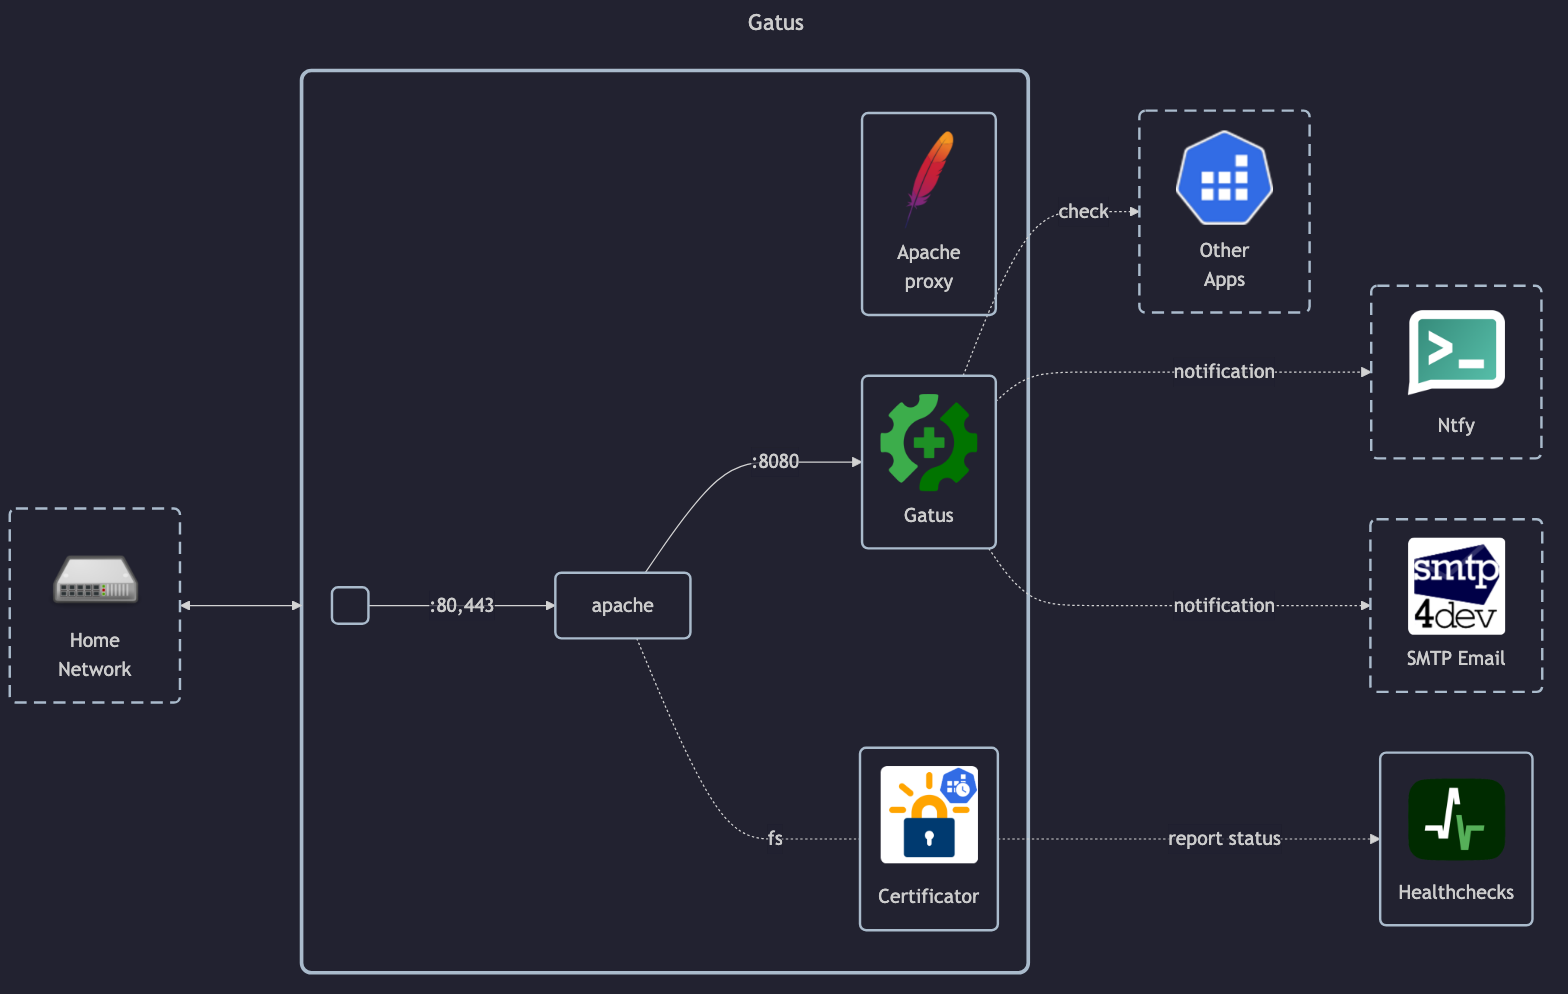 Gatus
Apache
proxy
check
Other
Apps
notification
>_
Ntfy
:8080
Gatus
Home
Network
:80,443
apache
notification
smtp
4dev
SMTP Email
fs
Certificator
report status
Healthchecks